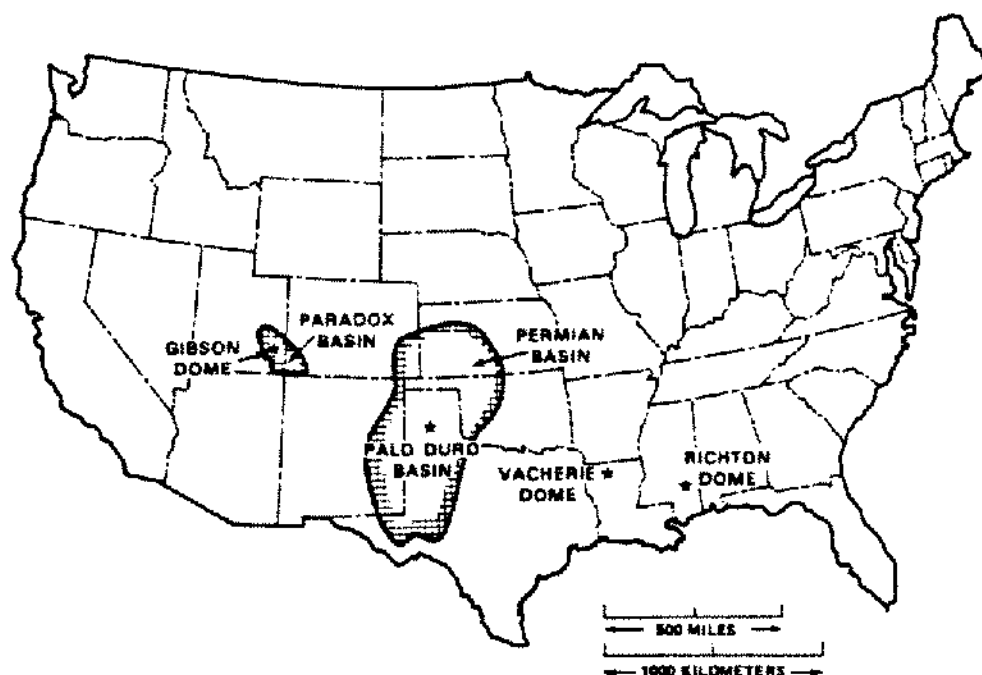 PARADOX
BASIN
GIBSON
DOME
PERMIAN
BASIN
PALO DURO
BASIN
VACHERIE
DOME
RICHTON
DOME
500 MILES
1000 KILOMETERS